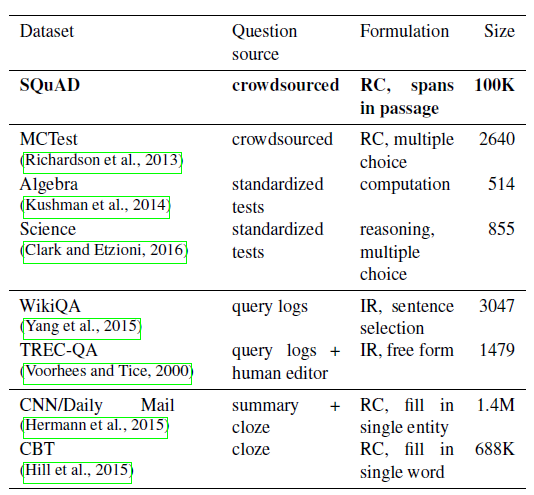 Dataset Question Formulation Size
source
SQuAD crowdsourced RC, spans 100K
in passage
MCTest crowdsourced RC, multiple 2640
(Richardson et al., 2013) choice
Algebra standardized computation 514
(Kushman et al., 2014) tests
Science standardized reasoning, 855
(Clark and Etzioni, 2016) tests multiple
choice
WikiQA query logs IR, sentence 3047
(Yang et al., 2015) selection
TREC-QA query logs + IR, free form 1479
(Voorhees and Tice, 2000) human editor
CNN/Daily Mail summary + RC, fill in 1.4M
(Hermann et al., 2015) cloze single entity
CBT cloze RC, fill in 688K
(Hill et al., 2015) single word